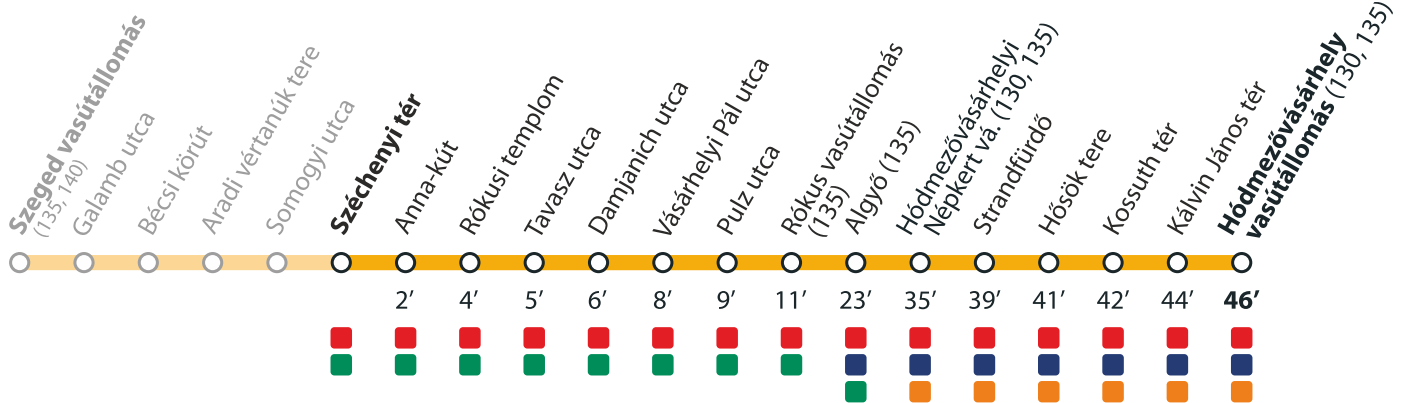 Szeged vasútállomás
(135, 140)
Galamb utca
Bécsi körút
Aradi vértanúk tere
Somogyi utca
Széchenyi tér
Anna-kút
Rókusi templom
Tavasz utca
Damjanich utca
Vásárhelyi Pál utca
Pulz utca
Rókus vasútállomás
(135)
Algyő (135)
Hódmezővásárhelyi
Népkert vá. (130, 135)
Strandfürdő
Hősök tere
Kossuth tér
Kálvin János tér
Hódmezővásárhely
vasútállomás (130, 135)
2’ 4’ 5’ 6’ 8’ 9’ 11’ 23’ 35’ 39’ 41’ 42’ 44’ 46’